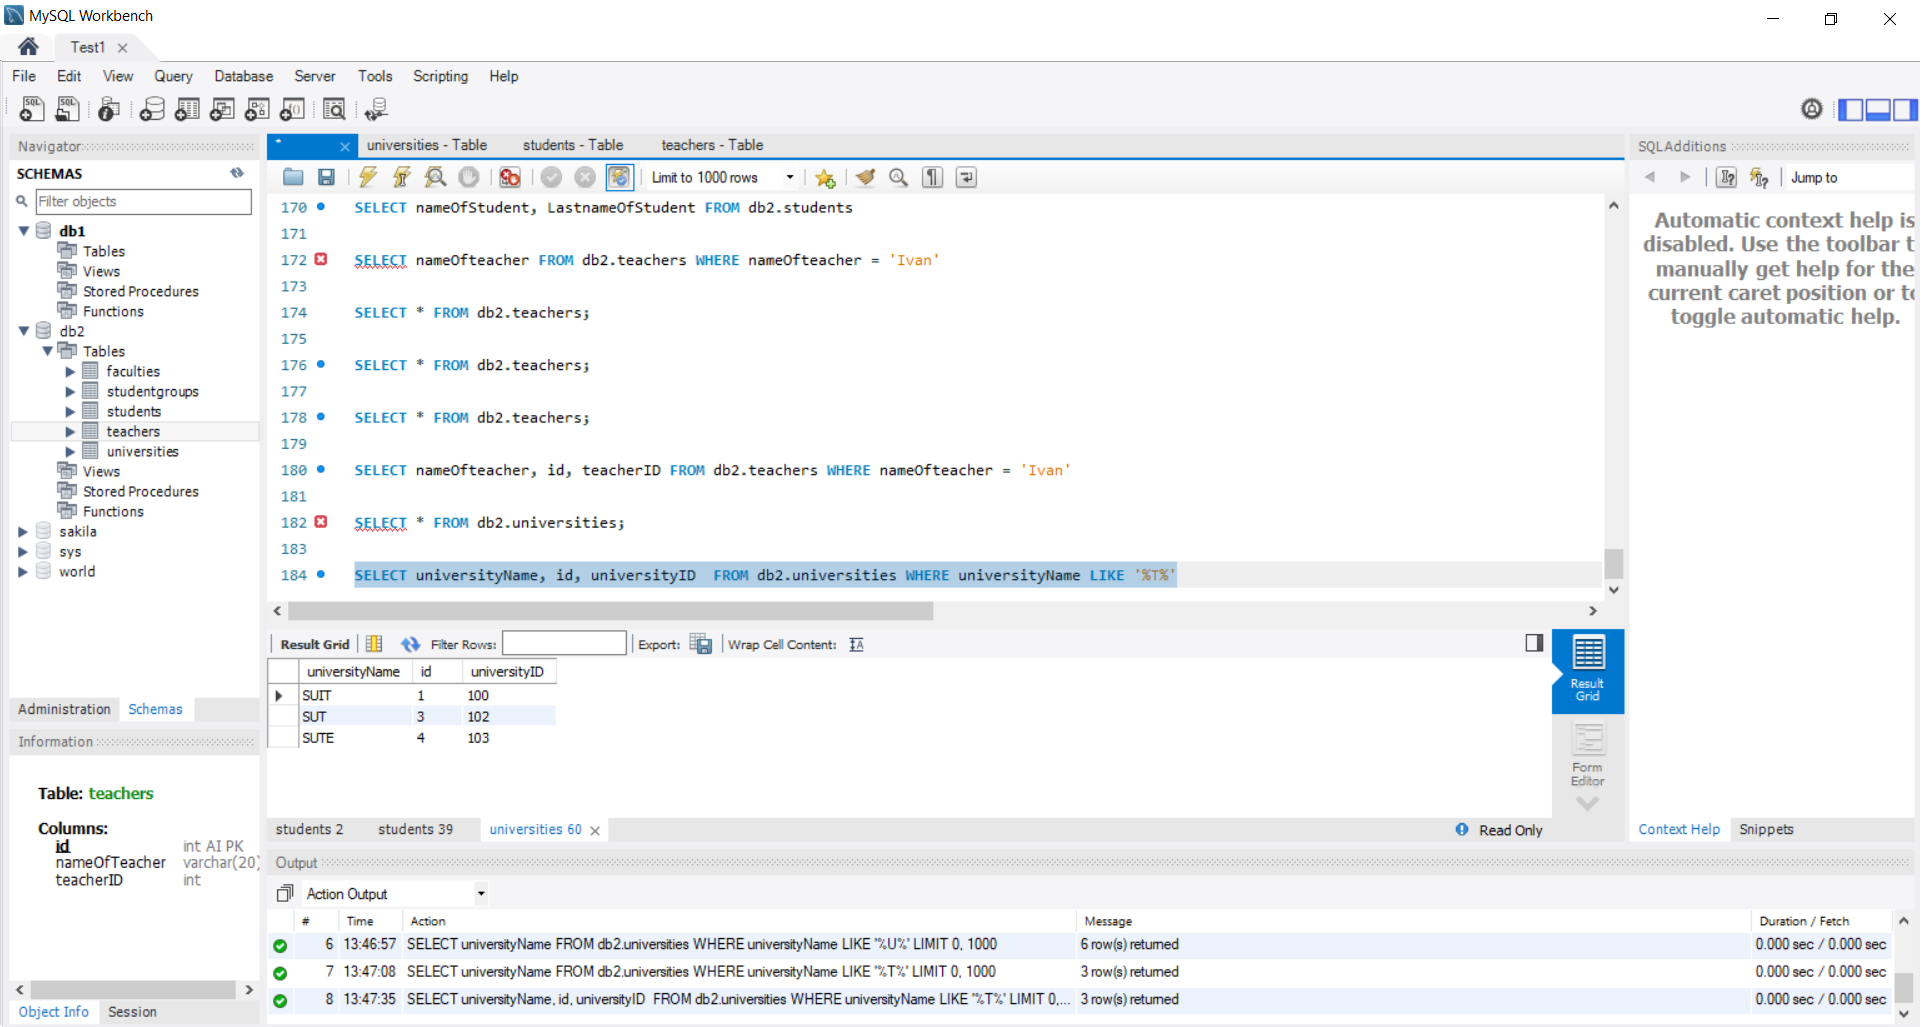 MySQL Workbench
Test1
File Edit View Query Database Server Tools Scripting Help
Navigator
SCHEMAS
Filter objects
db1
Tables
Views
Stored Procedures
Functions
db2
Tables
faculties
studentgroups
students
teachers
universities
Views
Stored Procedures
Functions
sakila
sys
world
Administration Schemas
Information
Table: teachers
Columns:
id int AI PK
nameOfTeacher varchar(20)
teacherID int
Object Info Session
* universities - Table students - Table teachers - Table
Limit to 1000 rows
170 SELECT nameOfStudent, LastnameOfStudent FROM db2.students
171
172 SELECT nameOfteacher FROM db2.teachers WHERE nameOfteacher = 'Ivan'
173
174 SELECT * FROM db2.teachers;
175
176 SELECT * FROM db2.teachers;
177
178 SELECT * FROM db2.teachers;
179
180 SELECT nameOfteacher, id, teacherID FROM db2.teachers WHERE nameOfteacher = 'Ivan'
181
182 SELECT * FROM db2.universities;
183
184 SELECT universityName, id, universityID  FROM db2.universities WHERE universityName LIKE '%T%'
Result Grid Filter Rows: Export: Wrap Cell Content:
universityName id universityID
SUIT 1 100
SUT 3 102
SUTE 4 103
Result
Grid
Form
Editor
students 2 students 39 universities 60
Read Only
Output
Action Output
# Time Action Message Duration / Fetch
6 13:46:57 SELECT universityName FROM db2.universities WHERE universityName LIKE '%U%' LIMIT 0, 1000 6 row(s) returned 0.000 sec / 0.000 sec
7 13:47:08 SELECT universityName FROM db2.universities WHERE universityName LIKE '%T%' LIMIT 0, 1000 3 row(s) returned 0.000 sec / 0.000 sec
8 13:47:35 SELECT universityName, id, universityID  FROM db2.universities WHERE universityName LIKE '%T%' LIMIT 0,... 3 row(s) returned 0.000 sec / 0.000 sec
SQLAdditions
Jump to
Automatic context help is
disabled. Use the toolbar t
manually get help for the
current caret position or to
toggle automatic help.
Context Help Snippets